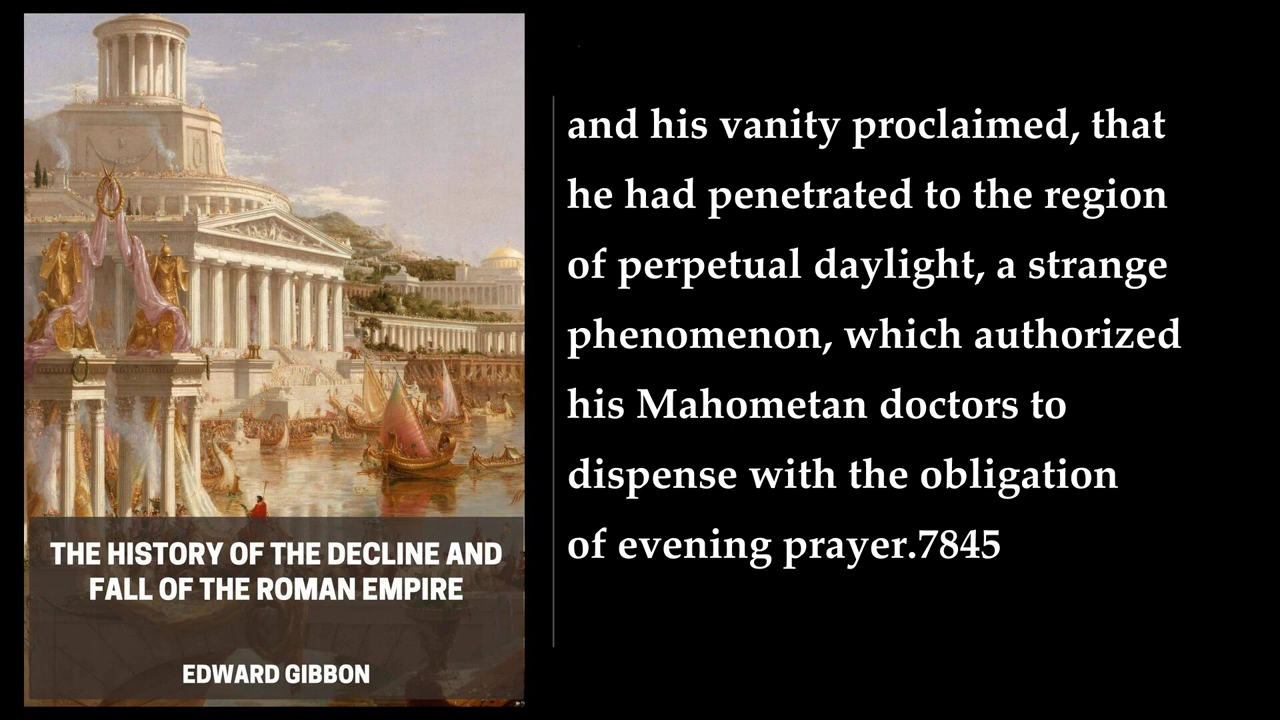 THE HISTORY OF THE DECLINE AND
FALL OF THE ROMAN EMPIRE
EDWARD GIBBON
and his vanity proclaimed, that
he had penetrated to the region
of perpetual daylight, a strange
phenomenon, which authorized
his Mahometan doctors to
dispense with the obligation
of evening prayer.7845